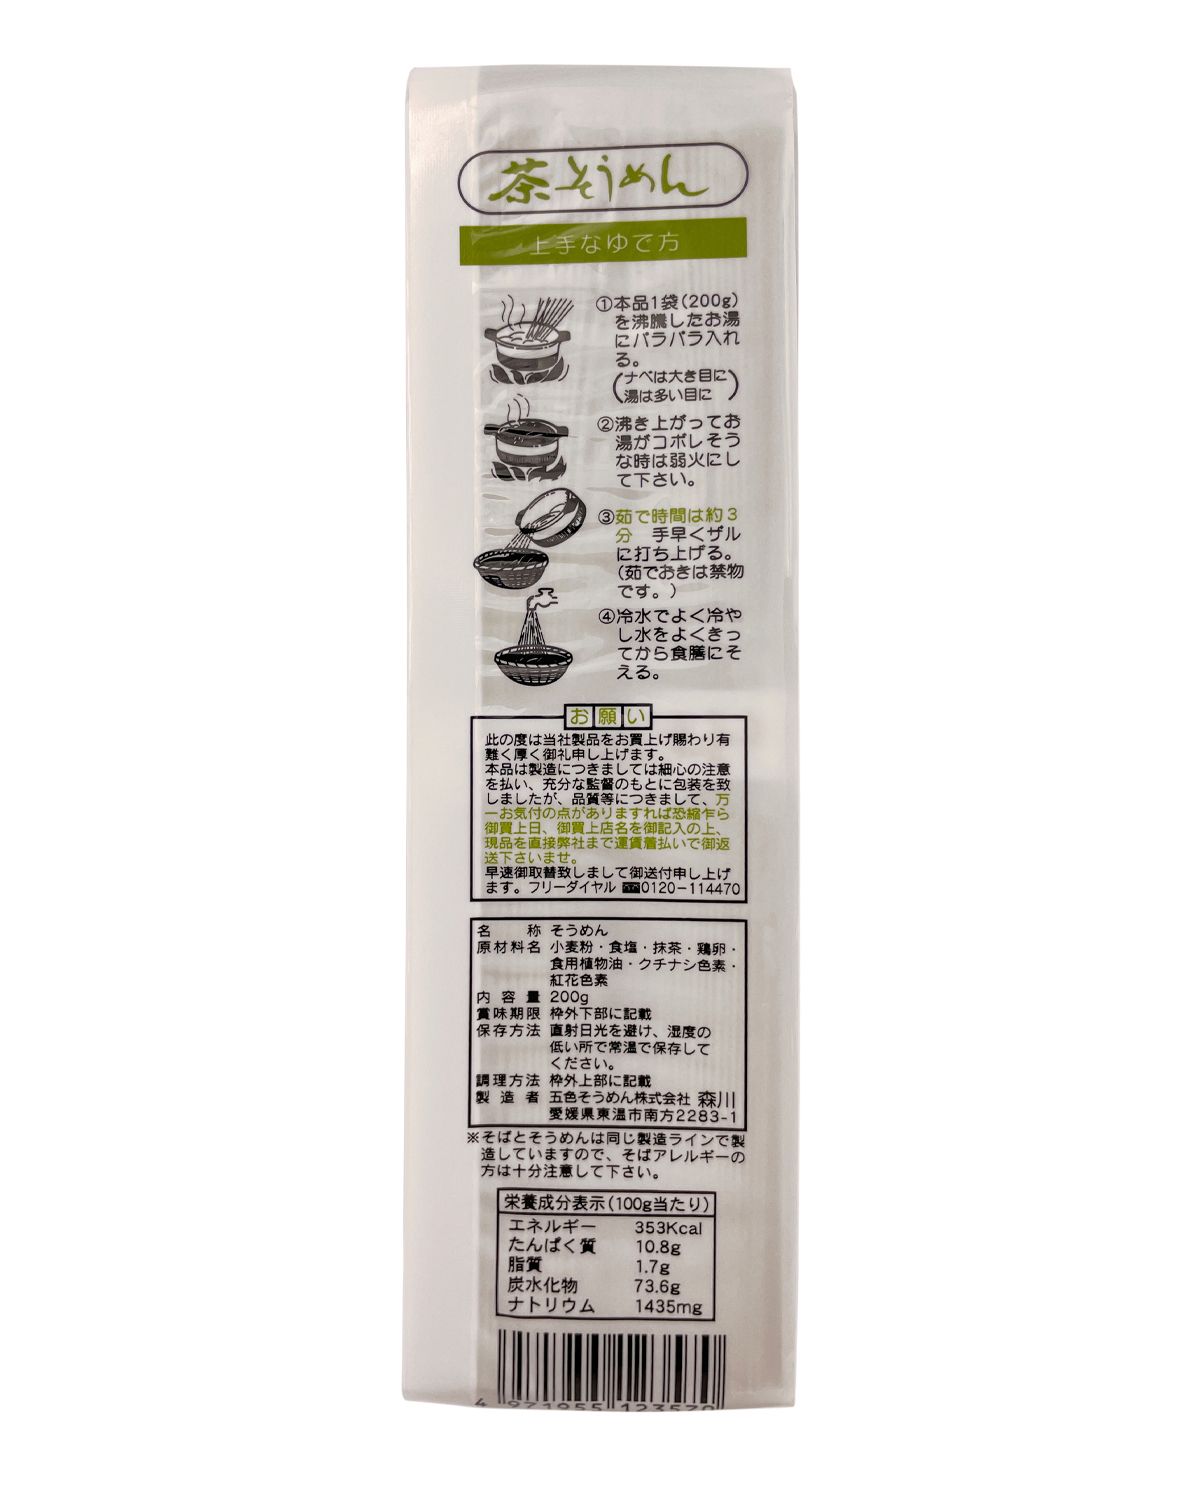 茶そうめん
上手なゆで方
①本品1袋(200g)
を沸騰したお湯
にパラパラ入れ
る。
(ナベは大き目に
湯は多い目に)
②沸き上がってお
湯がコボレそう
な時は弱火にし
て下さい。
③茹で時間は約3
分 手早くザル
に打ち上げる。
(茹でおきは禁物
です。)
④冷水でよく冷や
し水をよくきっ
てから食膳にそ
える。
お願い
此の度は当社製品をお買上げ賜わり有
難く厚く御礼申し上げます。
本品は製造につきましては細心の注意
を払い、充分な監督のもとに包装を致
しましたが、品質等につきまして、万
一お気付の点がありますれば恐縮乍ら
御買上日、御買上店名を御記入の上、
現品を直接弊社まで運賃着払いで御返
送下さいませ。
早速御取替致しまして御送付申し上げ
ます。フリーダイヤル 0120-114470
名称 そうめん
原材料名 小麦粉・食塩・抹茶・鶏卵・
食用植物油・クチナシ色素・
紅花色素
内容量 200g
賞味期限 枠外下部に記載
保存方法 直射日光を避け、湿度の
低い所で常温で保存して
ください。
調理方法 枠外上部に記載
製造者 五色そうめん株式会社 森川
愛媛県東温市南方2283-1
※そばとそうめんは同じ製造ラインで製
造していますので、そばアレルギーの
方は十分注意して下さい。
栄養成分表示(100g当たり)
エネルギー 353Kcal
たんぱく質 10.8g
脂質 1.7g
炭水化物 73.6g
ナトリウム 1435mg
4 971955 123570